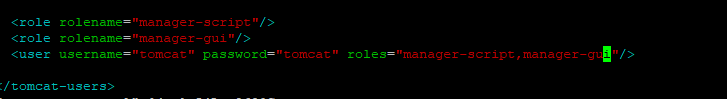 <role rolename="manager-script"/>
<role rolename="manager-gui"/>
<user username="tomcat" password="tomcat" roles="manager-script,manager-gui"/>
</tomcat-users>